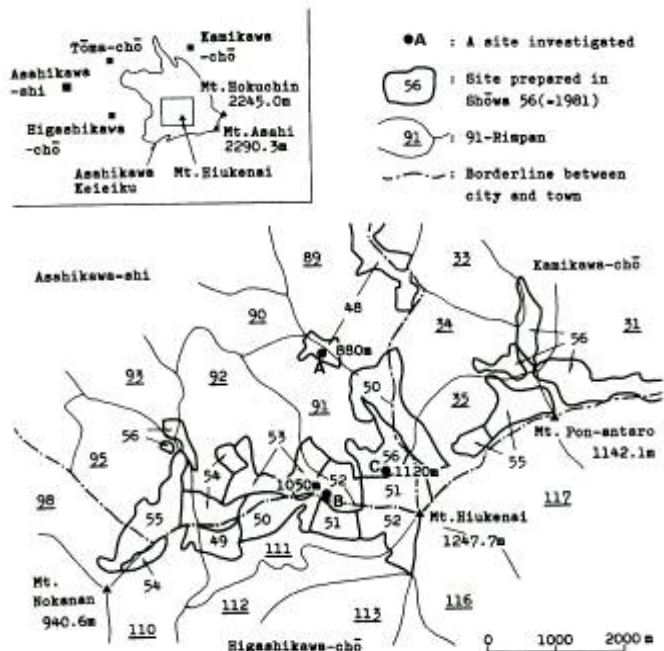 Tōma-chō
Kamikawa
-chō
Asahikawa
-shi
Mt.Hokuchin
2245.0m
Higashikawa
-chō
Mt.Asahi
2290.3m
Asahikawa
Keieiku
Mt.Hiukenai
A : A site investigated
56 : Site prepared in
Shōwa 56(=1981)
91 : 91-Rimpan
: Borderline between
city and town
89
33
Asahikawa-shi
Kamikawa-chō
48
90
34
56
31
880m
A
93
92
50
91
35
56
53
56
Mt. Pon-antaro
95
54
52
C
1120m
55
1142.1m
1050m
98
B
51
117
55
54
50
51
52
Mt.Hiukenai
49
1247.7m
111
54
Mt.
Nokanan
112
116
940.6m
113
110
Higashikawa-chō
0 1000 2000 m